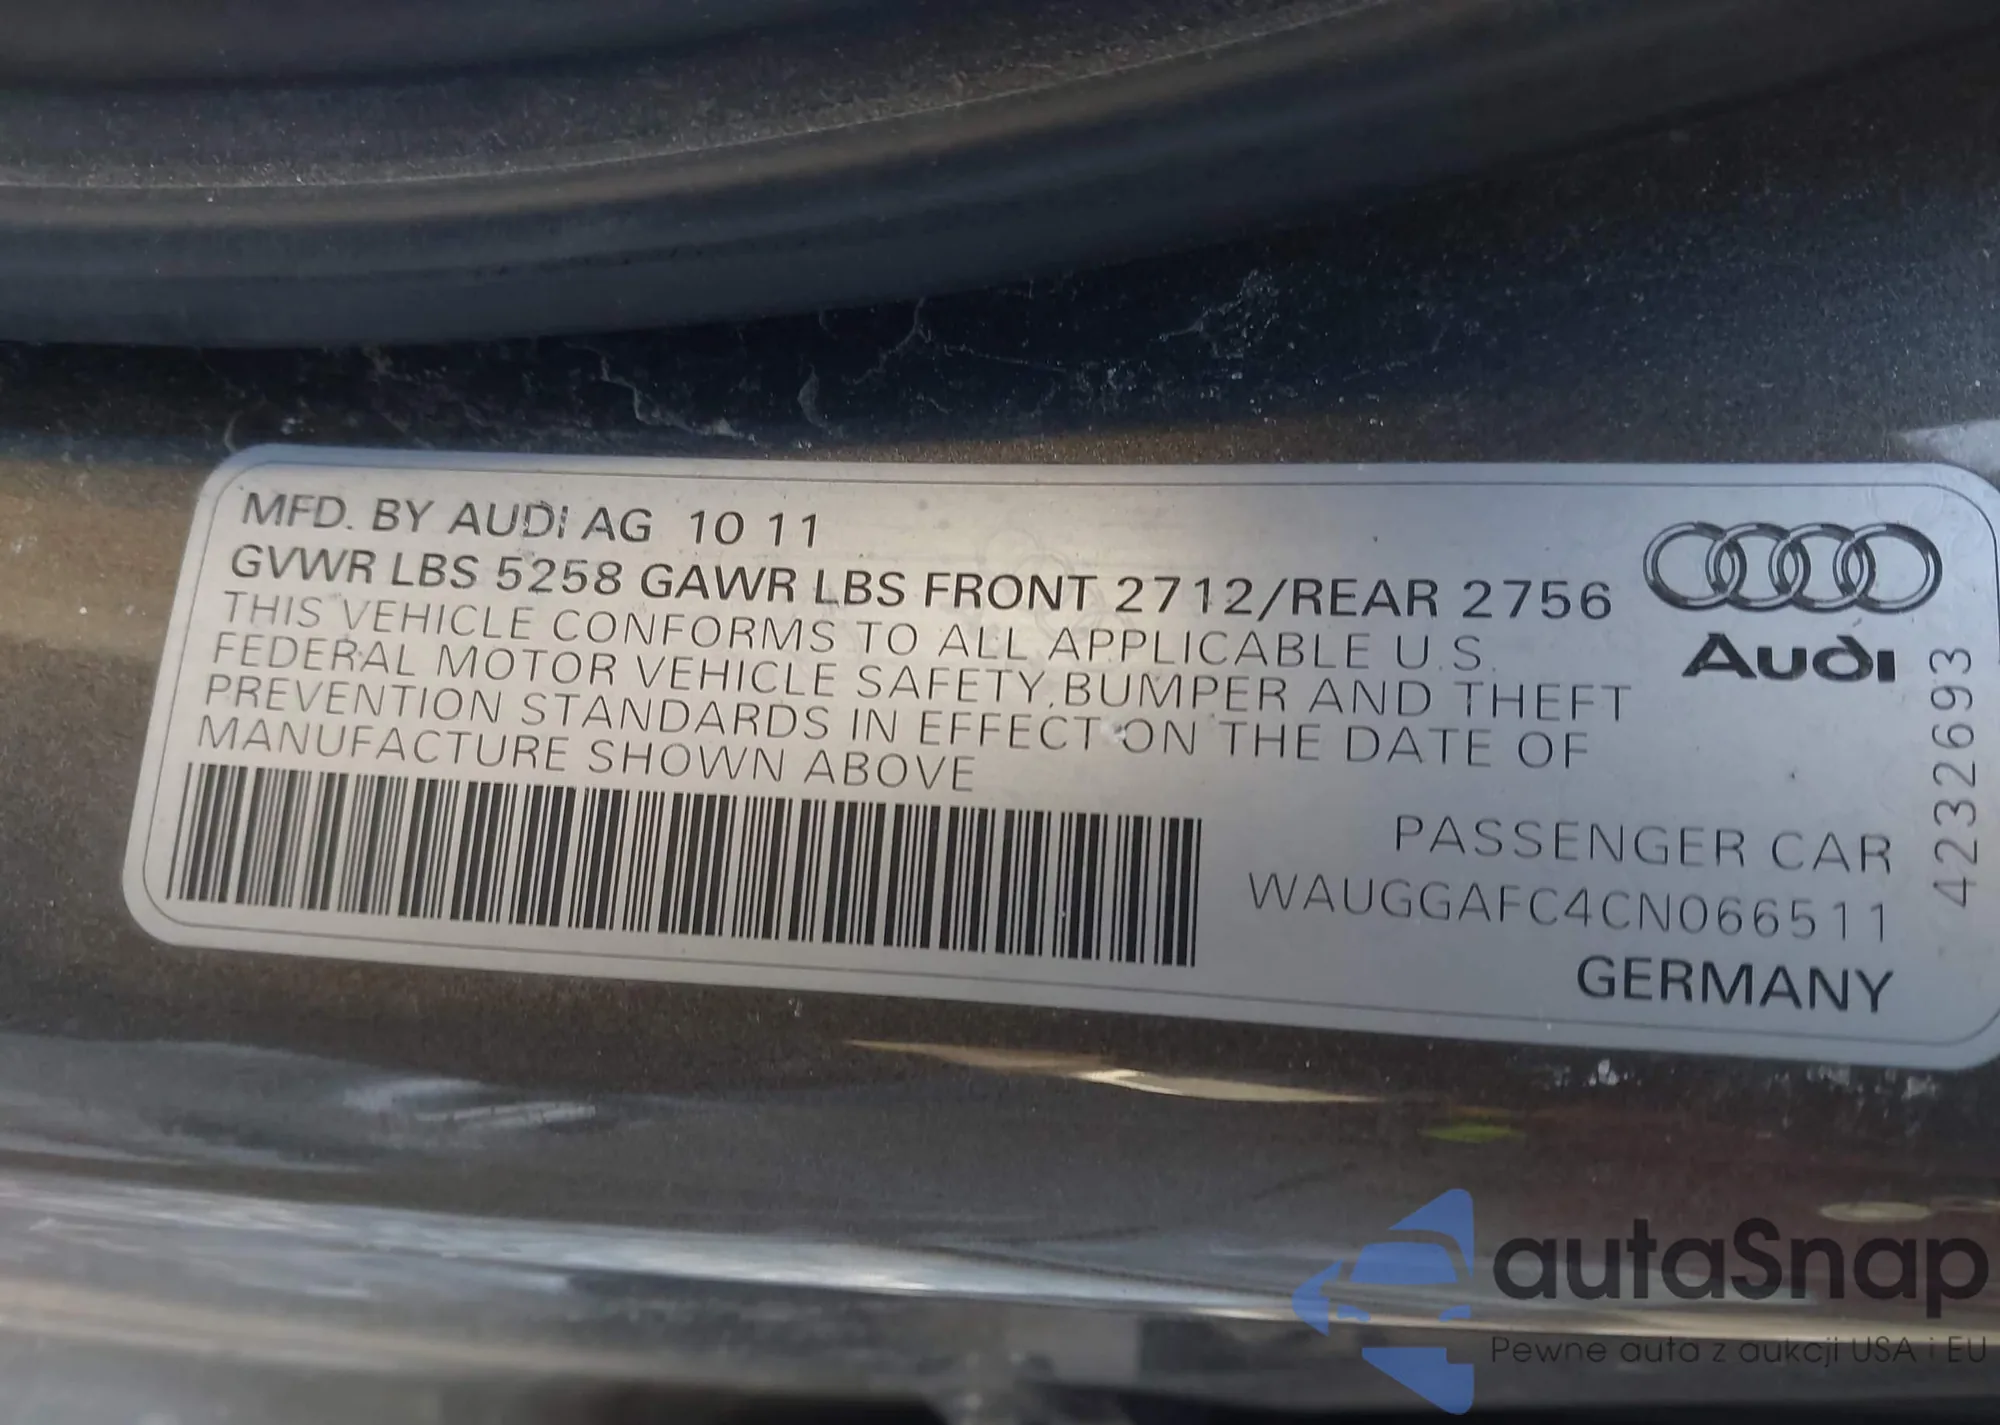 MFD. BY AUDI AG 10 11
GVWR LBS 5258 GAWR LBS FRONT 2712/REAR 2756
THIS VEHICLE CONFORMS TO ALL APPLICABLE U.S.
FEDERAL MOTOR VEHICLE SAFETY,BUMPER AND THEFT
PREVENTION STANDARDS IN EFFECT ON THE DATE OF
MANUFACTURE SHOWN ABOVE
Audi
4232693
PASSENGER CAR
WAUGGAFC4CN066511
GERMANY
autaSnap
Pewne auta z aukcji USA i EU